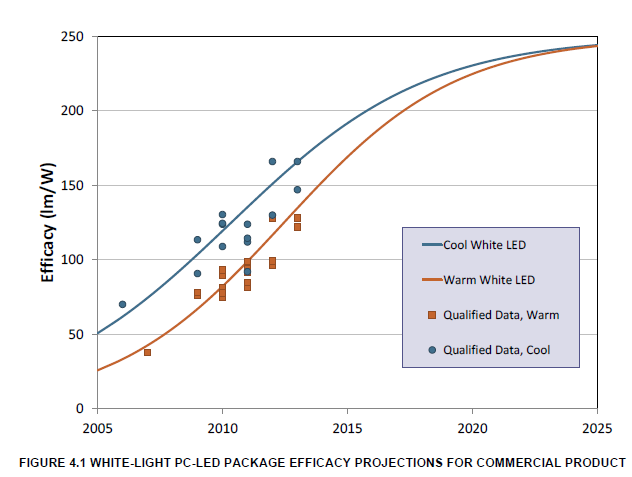 250
200
150
100
50
0
Efficacy (lm/W)
Cool White LED
Warm White LED
Qualified Data, Warm
Qualified Data, Cool
2005 2010 2015 2020 2025
FIGURE 4.1 WHITE-LIGHT PC-LED PACKAGE EFFICACY PROJECTIONS FOR COMMERCIAL PRODUCT